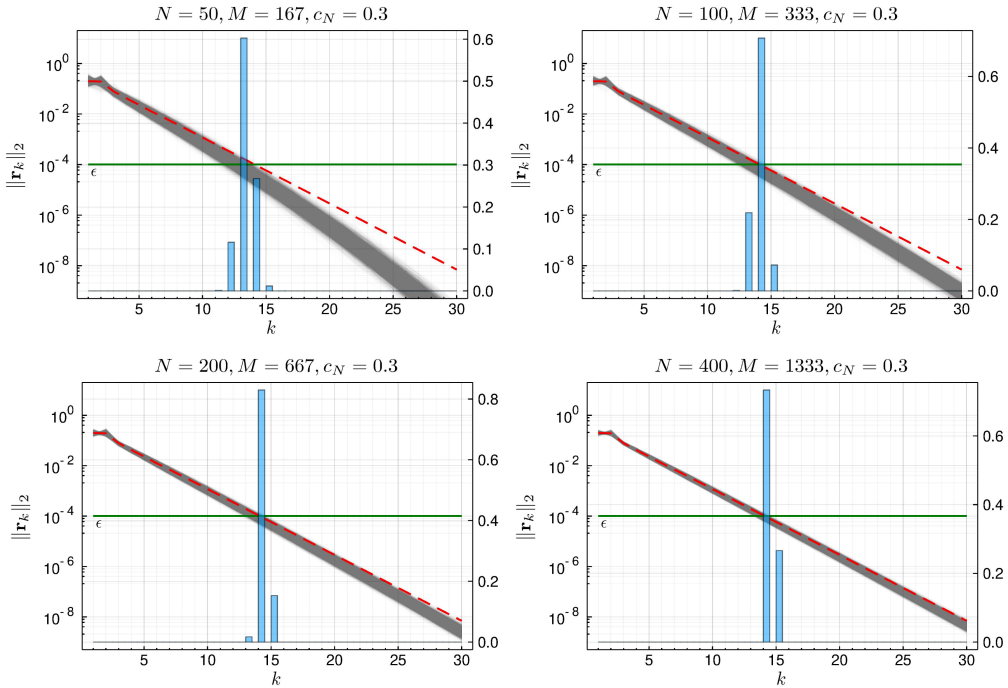 N = 50, M = 167, c_N = 0.3
||r_k||_2
10^0
10^-2
10^-4
10^-6
10^-8
ϵ
0.6
0.5
0.4
0.3
0.2
0.1
0.0
5 10 15 20 25 30
k
N = 100, M = 333, c_N = 0.3
||r_k||_2
10^0
10^-2
10^-4
10^-6
10^-8
ϵ
0.6
0.4
0.2
0.0
5 10 15 20 25 30
k
N = 200, M = 667, c_N = 0.3
||r_k||_2
10^0
10^-2
10^-4
10^-6
10^-8
ϵ
0.8
0.6
0.4
0.2
0.0
5 10 15 20 25 30
k
N = 400, M = 1333, c_N = 0.3
||r_k||_2
10^0
10^-2
10^-4
10^-6
10^-8
ϵ
0.6
0.4
0.2
0.0
5 10 15 20 25 30
k